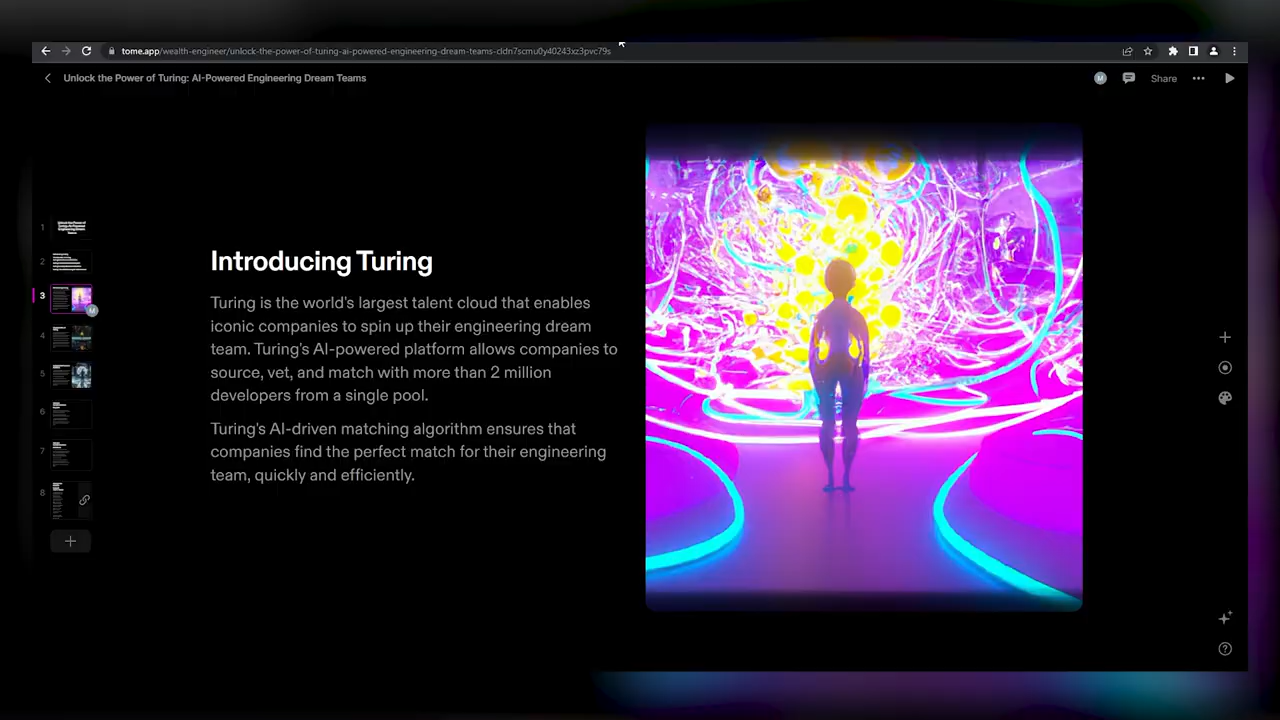 tome.app/wealth-engineer/unlock-the-power-of-turing-ai-powered-engineering-dream-teams-cldn7scmu0y40243xz3pvc79s
Unlock the Power of Turing: AI-Powered Engineering Dream Teams
M
Share
1
2
3
M
4
5
6
7
8
Introducing Turing
Turing is the world's largest talent cloud that enables
iconic companies to spin up their engineering dream
team. Turing's AI-powered platform allows companies to
source, vet, and match with more than 2 million
developers from a single pool.
Turing's AI-driven matching algorithm ensures that
companies find the perfect match for their engineering
team, quickly and efficiently.